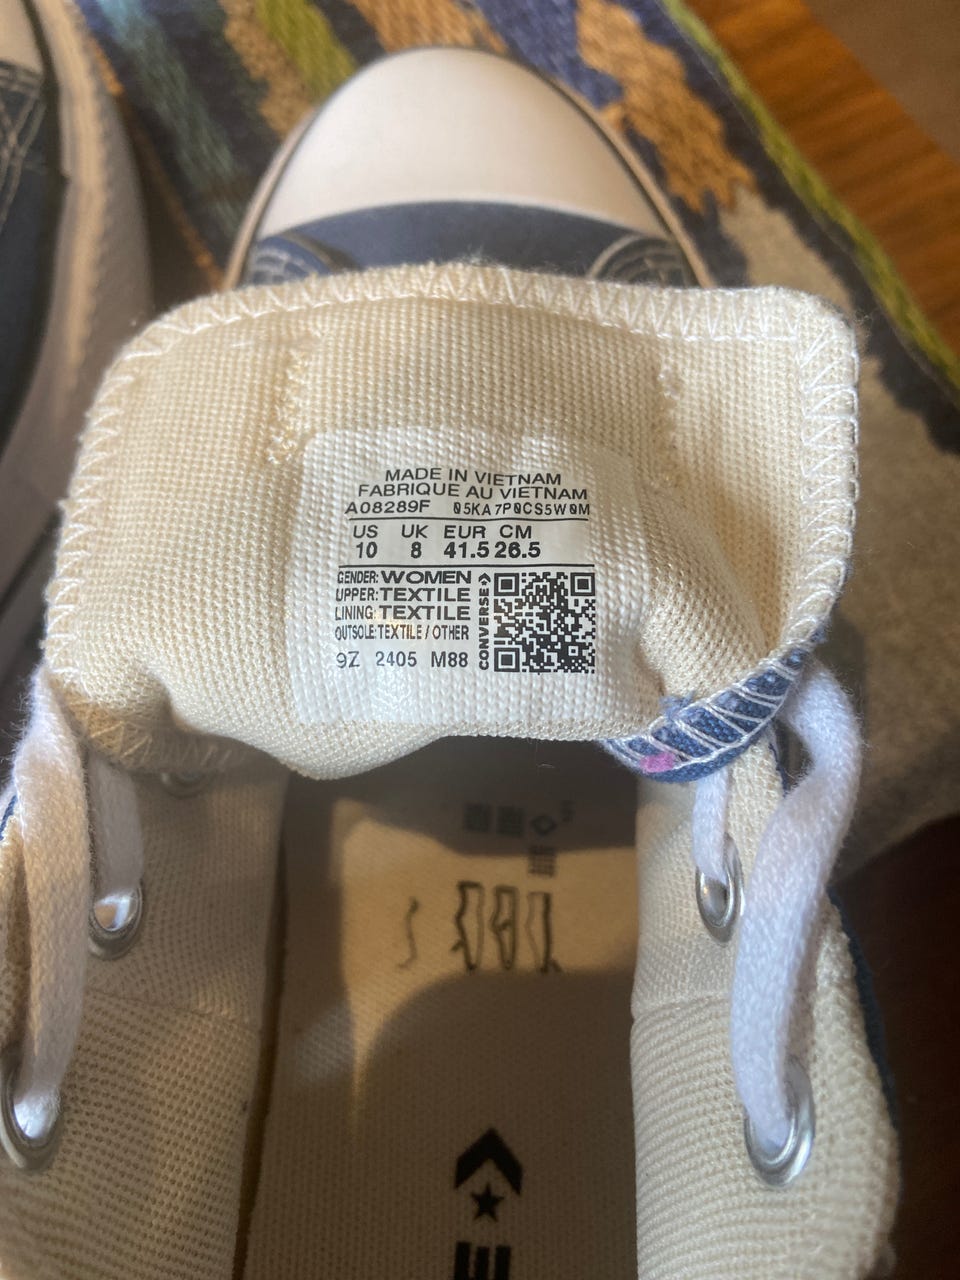 MADE IN VIETNAM
FABRIQUE AU VIETNAM
A08289F 05KA7P0CS5W0M
US UK EUR CM
10 8 41.5 26.5
GENDER: WOMEN
UPPER: TEXTILE
LINING: TEXTILE
OUTSOLE: TEXTILE / OTHER
CONVERSE
9Z 2405 M88